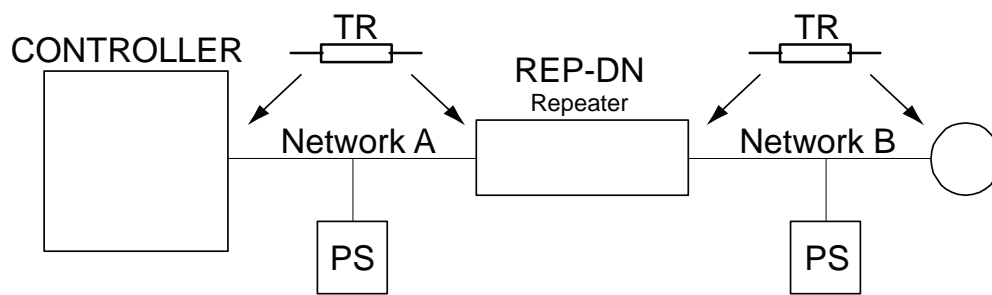 TR
TR
CONTROLLER
REP-DN
Repeater
Network A
Network B
PS
PS